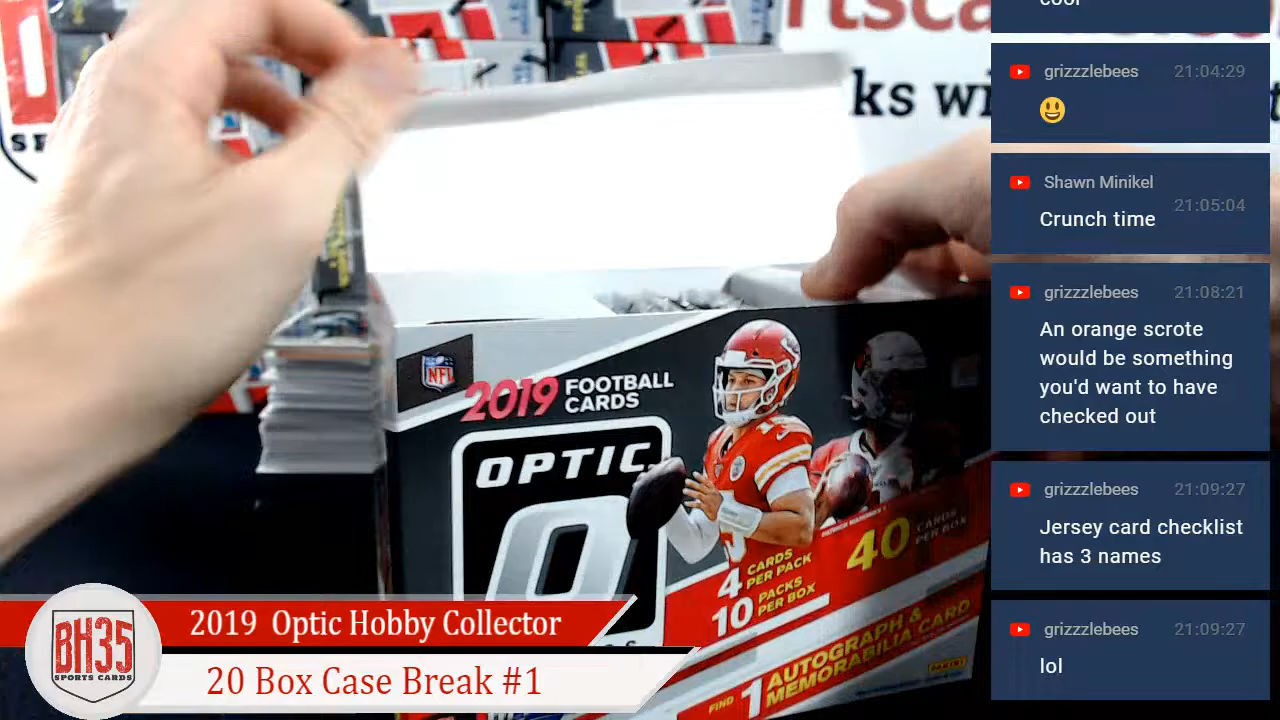 ks wi
NFL
2019 FOOTBALL
CARDS
OPTIC
4 CARDS
PER PACK
10 PACKS
PER BOX
40 CARDS
PER BOX
FIND 1 AUTOGRAPH &
MEMORABILIA CARD
PANINI
BH35
SPORTS CARDS
2019 Optic Hobby Collector
20 Box Case Break #1
cool
grizzzlebees 21:04:29
😃
Shawn Minikel 21:05:04
Crunch time
grizzzlebees 21:08:21
An orange scrote
would be something
you'd want to have
checked out
grizzzlebees 21:09:27
Jersey card checklist
has 3 names
grizzzlebees 21:09:27
lol